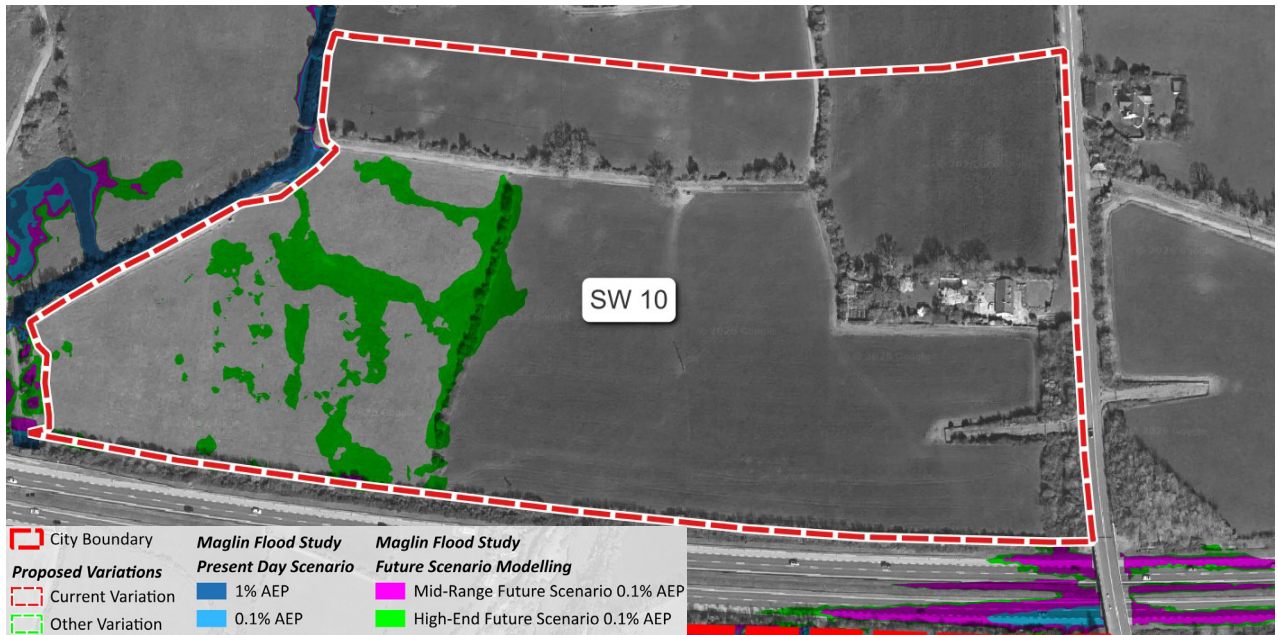 SW 10
City Boundary
Proposed Variations
Current Variation
Other Variation
Maglin Flood Study
Present Day Scenario
1% AEP
0.1% AEP
Maglin Flood Study
Future Scenario Modelling
Mid-Range Future Scenario 0.1% AEP
High-End Future Scenario 0.1% AEP